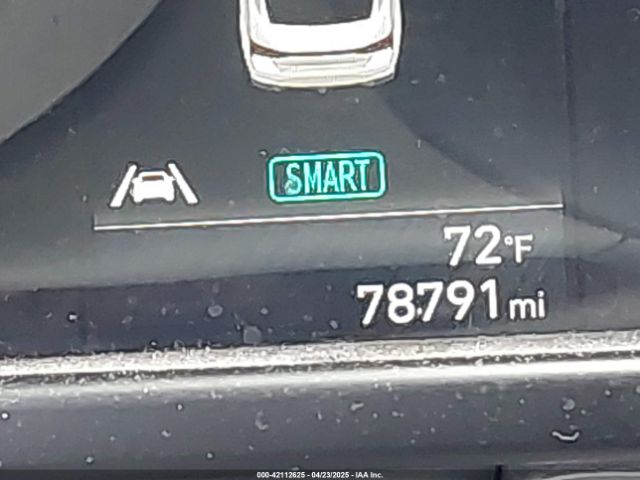 SMART
72°F
78791 mi
000-42112625 - 04/23/2025 - IAA Inc.